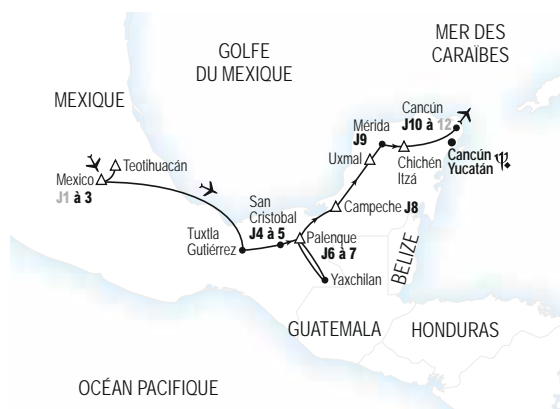 MER DES
CARAÏBES
GOLFE
DU MEXIQUE
MEXIQUE
Cancún
J10 à 12
Mérida
J9
Teotihuacán
Uxmal
Chichén
Itzá
Cancún
Yucatán
Mexico
J1 à 3
San
Cristobal
J4 à 5
Campeche J8
Tuxtla
Gutiérrez
Palenque
J6 à 7
BELIZE
Yaxchilan
GUATEMALA
HONDURAS
OCÉAN PACIFIQUE